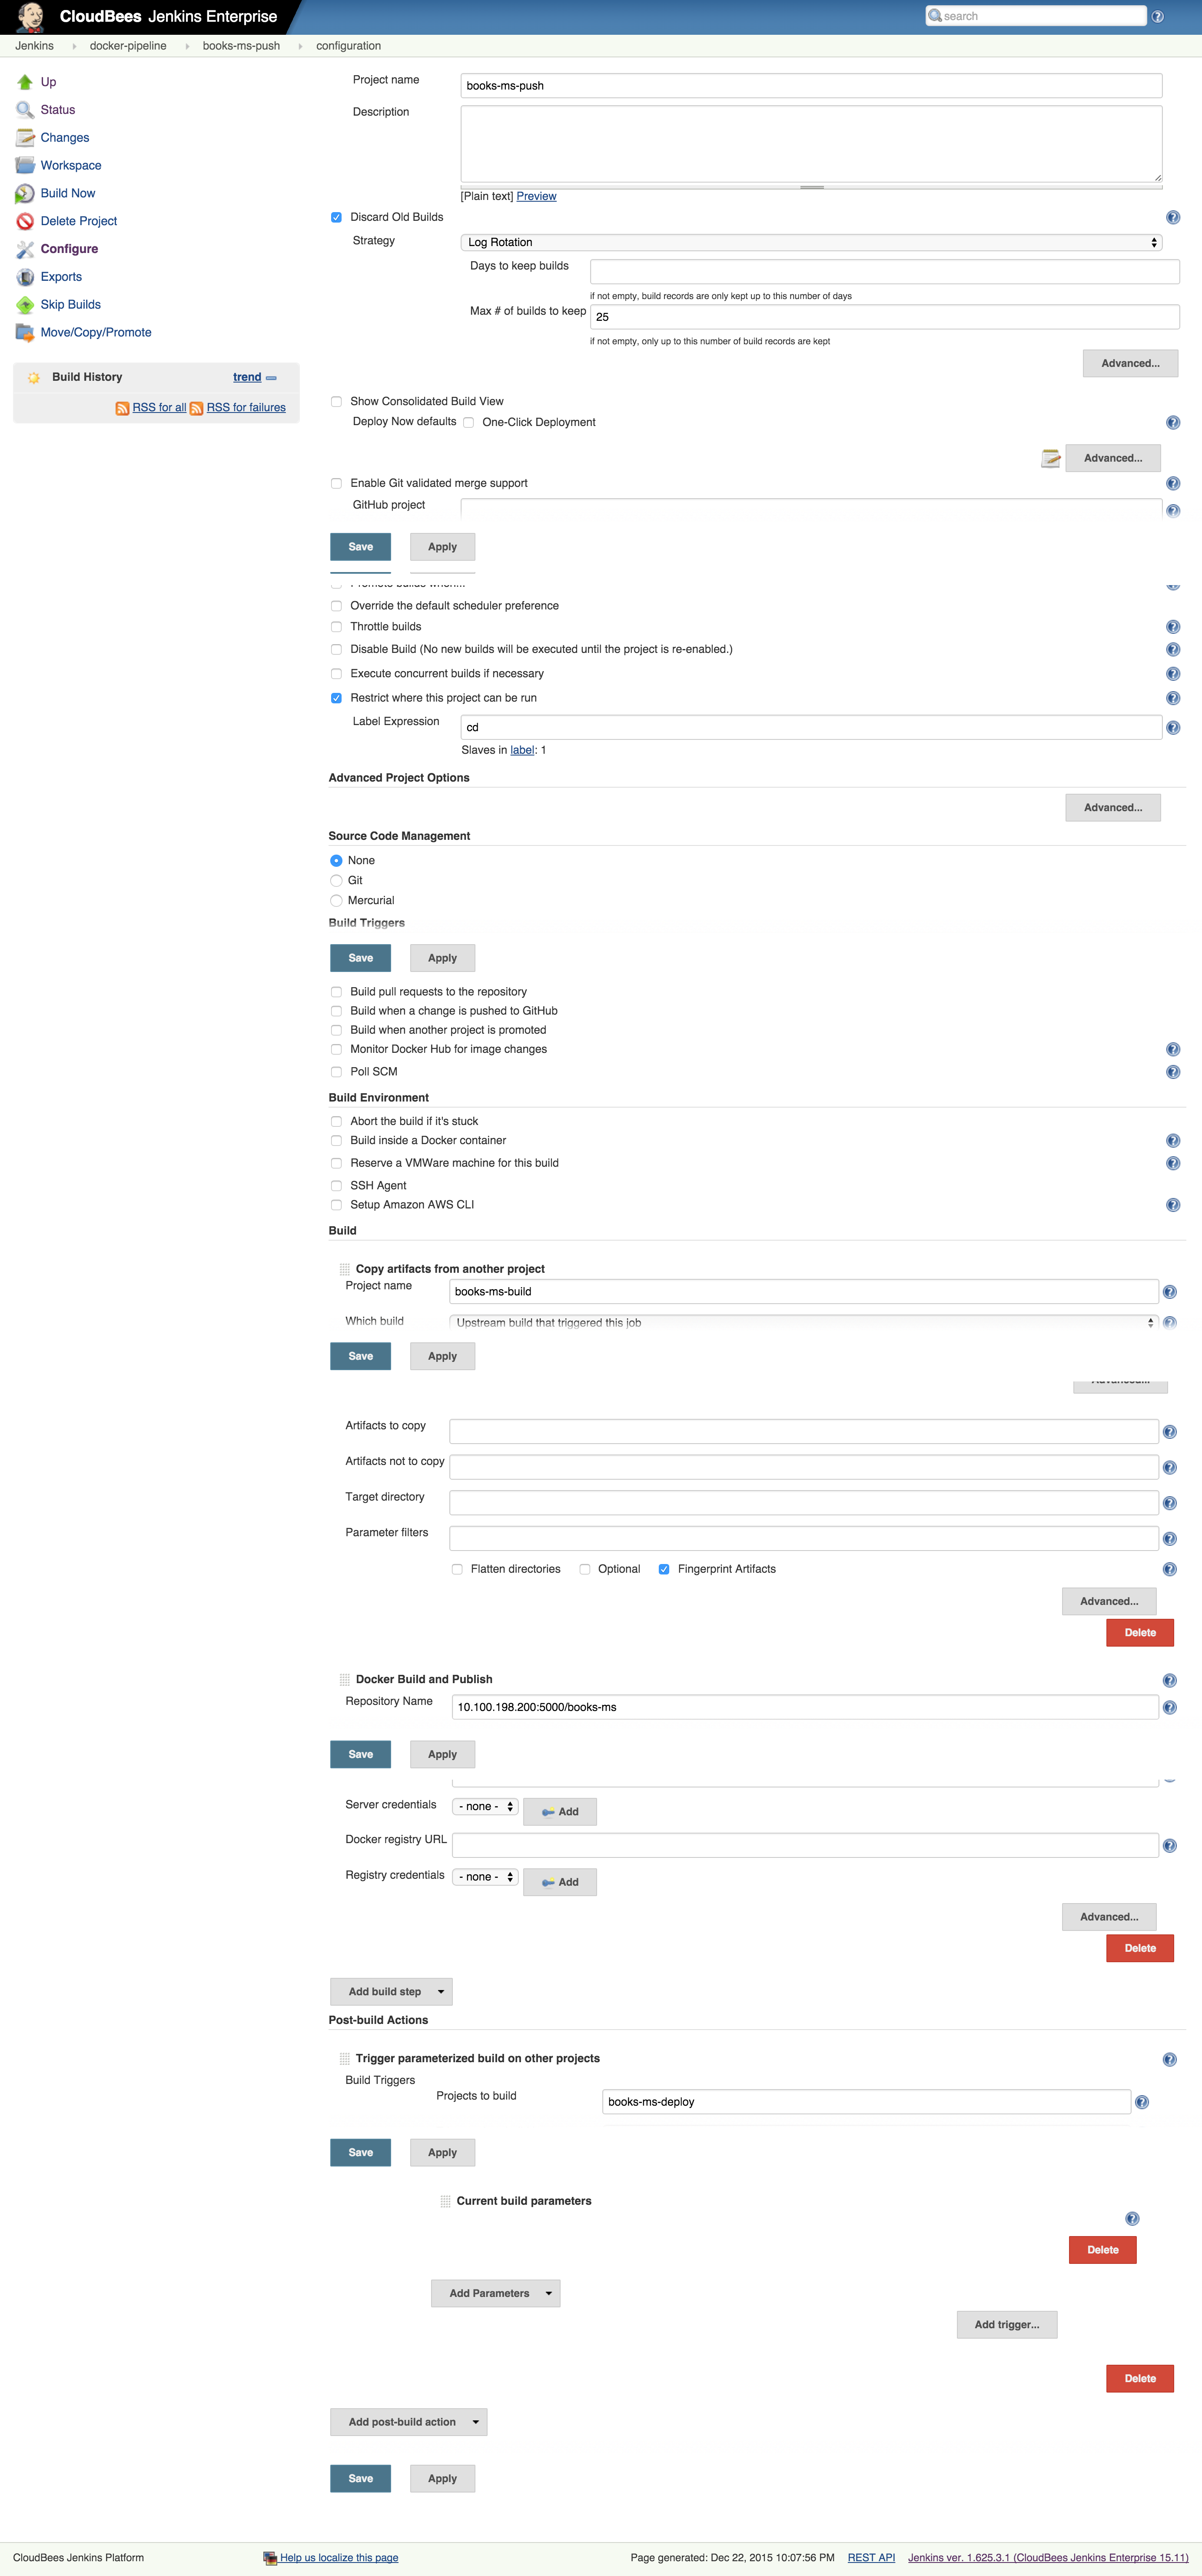 CloudBees Jenkins Enterprise
search
Jenkins docker-pipeline books-ms-push configuration
Up
Status
Changes
Workspace
Build Now
Delete Project
Configure
Exports
Skip Builds
Move/Copy/Promote
Build History trend
RSS for all RSS for failures
Project name books-ms-push
Description
[Plain text] Preview
Discard Old Builds
Strategy Log Rotation
Days to keep builds
if not empty, build records are only kept up to this number of days
Max # of builds to keep 25
if not empty, only up to this number of build records are kept
Advanced...
Show Consolidated Build View
Deploy Now defaults One-Click Deployment
Advanced...
Enable Git validated merge support
GitHub project
Save Apply
Promote builds when...
Override the default scheduler preference
Throttle builds
Disable Build (No new builds will be executed until the project is re-enabled.)
Execute concurrent builds if necessary
Restrict where this project can be run
Label Expression cd
Slaves in label: 1
Advanced Project Options
Advanced...
Source Code Management
None
Git
Mercurial
Build Triggers
Save Apply
Build pull requests to the repository
Build when a change is pushed to GitHub
Build when another project is promoted
Monitor Docker Hub for image changes
Poll SCM
Build Environment
Abort the build if it's stuck
Build inside a Docker container
Reserve a VMWare machine for this build
SSH Agent
Setup Amazon AWS CLI
Build
Copy artifacts from another project
Project name books-ms-build
Which build Upstream build that triggered this job
Save Apply
Advanced...
Artifacts to copy
Artifacts not to copy
Target directory
Parameter filters
Flatten directories Optional Fingerprint Artifacts
Advanced...
Delete
Docker Build and Publish
Repository Name 10.100.198.200:5000/books-ms
Save Apply
Server credentials - none - Add
Docker registry URL
Registry credentials - none - Add
Advanced...
Delete
Add build step
Post-build Actions
Trigger parameterized build on other projects
Build Triggers
Projects to build books-ms-deploy
Save Apply
Current build parameters
Delete
Add Parameters
Add trigger...
Delete
Add post-build action
Save Apply
CloudBees Jenkins Platform Help us localize this page Page generated: Dec 22, 2015 10:07:56 PM REST API Jenkins ver. 1.625.3.1 (CloudBees Jenkins Enterprise 15.11)